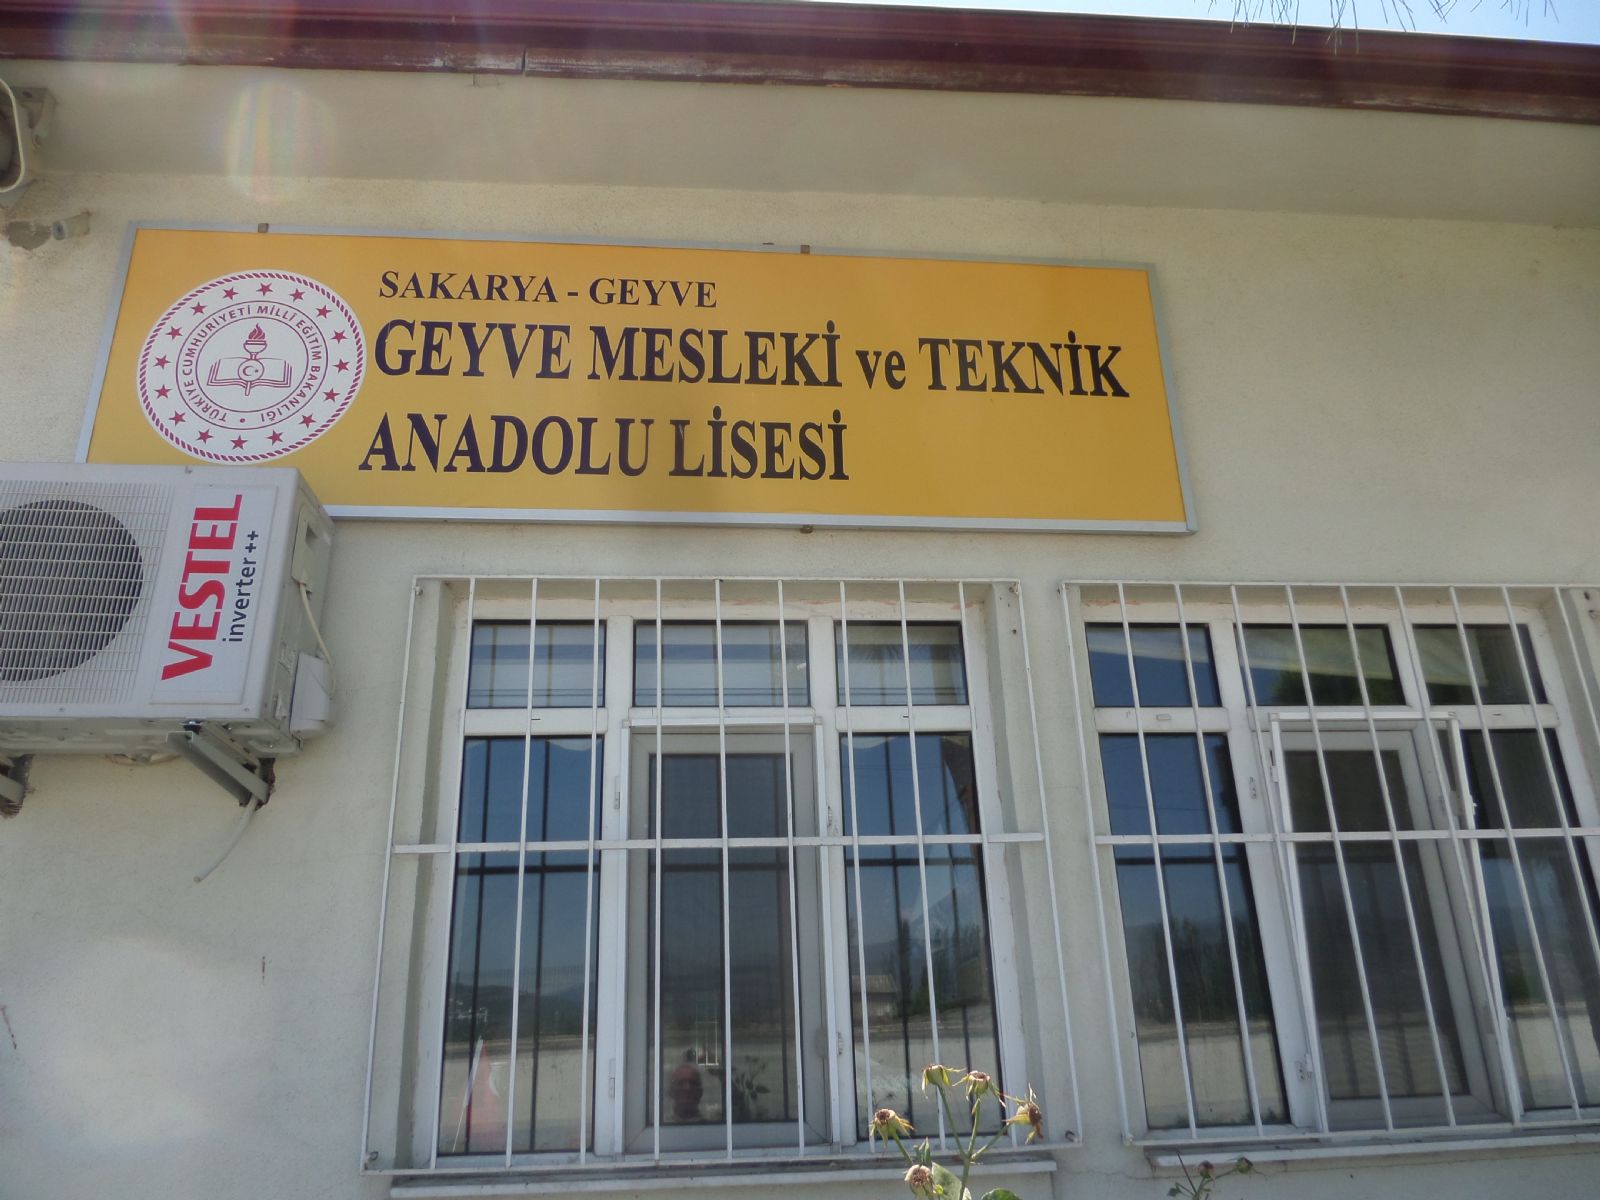 SAKARYA - GEYVE
GEYVE MESLEKİ ve TEKNİK
ANADOLU LİSESİ
TÜRKİYE CUMHURİYETİ MİLLÎ EĞİTİM BAKANLIĞI
VESTEL
inverter++